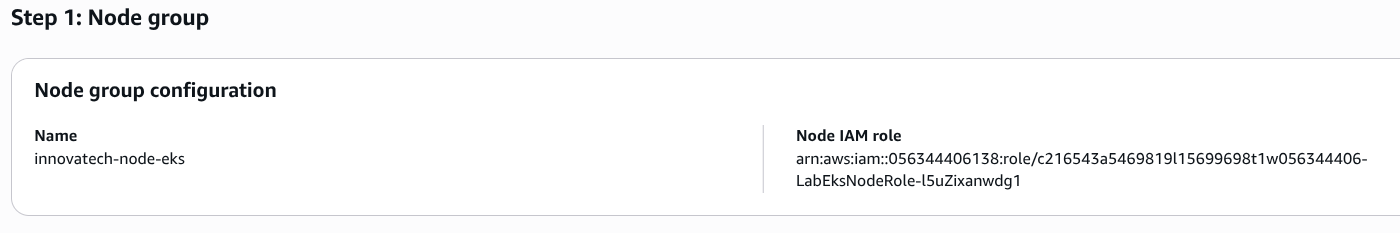 Step 1: Node group
Node group configuration
Name
innovatech-node-eks
Node IAM role
arn:aws:iam::056344406138:role/c216543a5469819l15699698t1w056344406-
LabEksNodeRole-l5uZixanwdg1